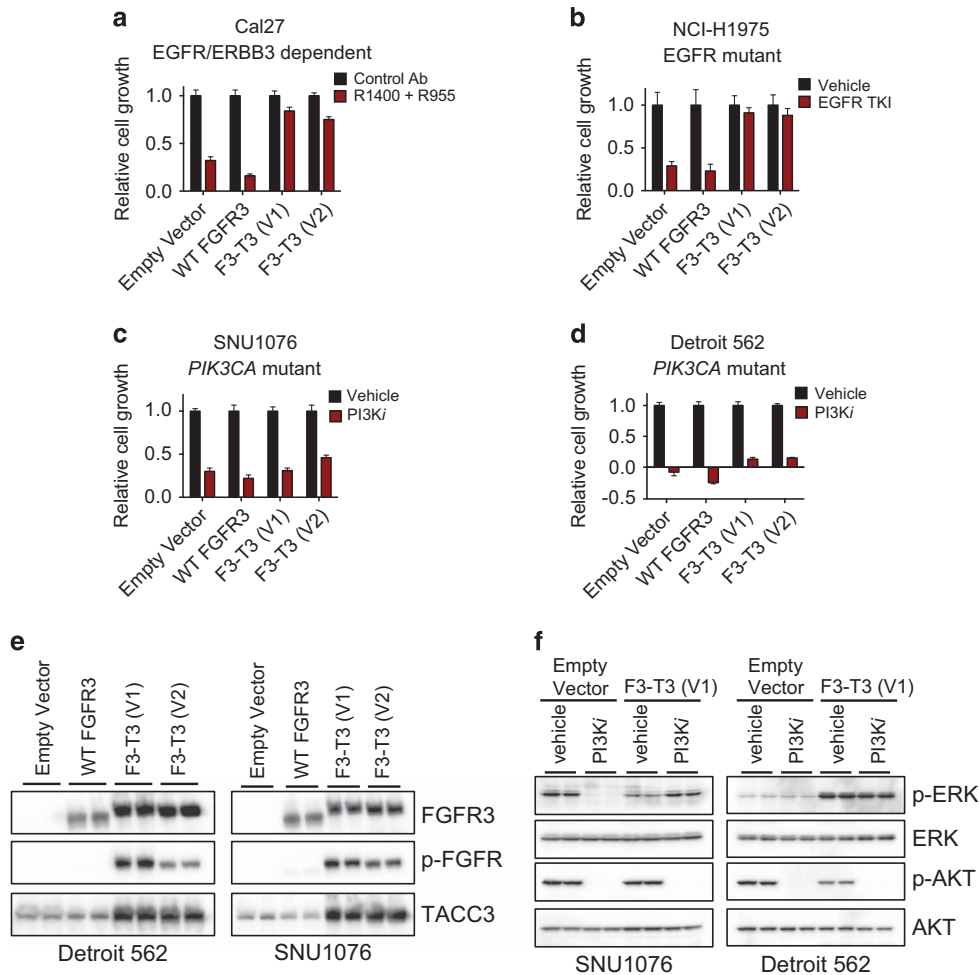 a
Cal27
EGFR/ERBB3 dependent
Control Ab
R1400 + R955
Relative cell growth
1.0
0.5
0.0
Empty Vector
WT FGFR3
F3-T3 (V1)
F3-T3 (V2)
b
NCI-H1975
EGFR mutant
Vehicle
EGFR TKI
Relative cell growth
1.0
0.5
0.0
Empty Vector
WT FGFR3
F3-T3 (V1)
F3-T3 (V2)
c
SNU1076
PIK3CA mutant
Vehicle
PI3Ki
Relative cell growth
1.0
0.5
0.0
Empty Vector
WT FGFR3
F3-T3 (V1)
F3-T3 (V2)
d
Detroit 562
PIK3CA mutant
Vehicle
PI3Ki
Relative cell growth
1.0
0.5
0.0
-0.5
Empty Vector
WT FGFR3
F3-T3 (V1)
F3-T3 (V2)
e
Empty Vector
WT FGFR3
F3-T3 (V1)
F3-T3 (V2)
Empty Vector
WT FGFR3
F3-T3 (V1)
F3-T3 (V2)
FGFR3
p-FGFR
TACC3
Detroit 562
SNU1076
f
Empty
Vector
F3-T3 (V1)
Empty
Vector
F3-T3 (V1)
vehicle
PI3Ki
vehicle
PI3Ki
vehicle
PI3Ki
vehicle
PI3Ki
p-ERK
ERK
p-AKT
AKT
SNU1076
Detroit 562